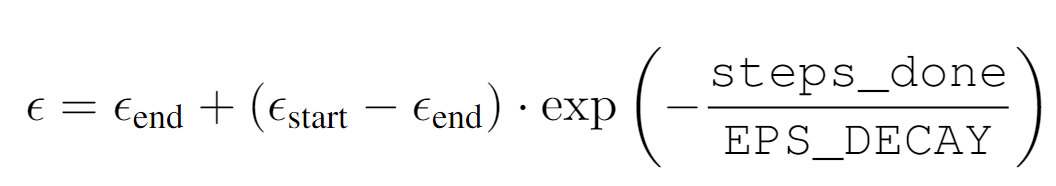 ϵ = ϵ_end + (ϵ_start − ϵ_end) · exp(−steps_done/EPS_DECAY)